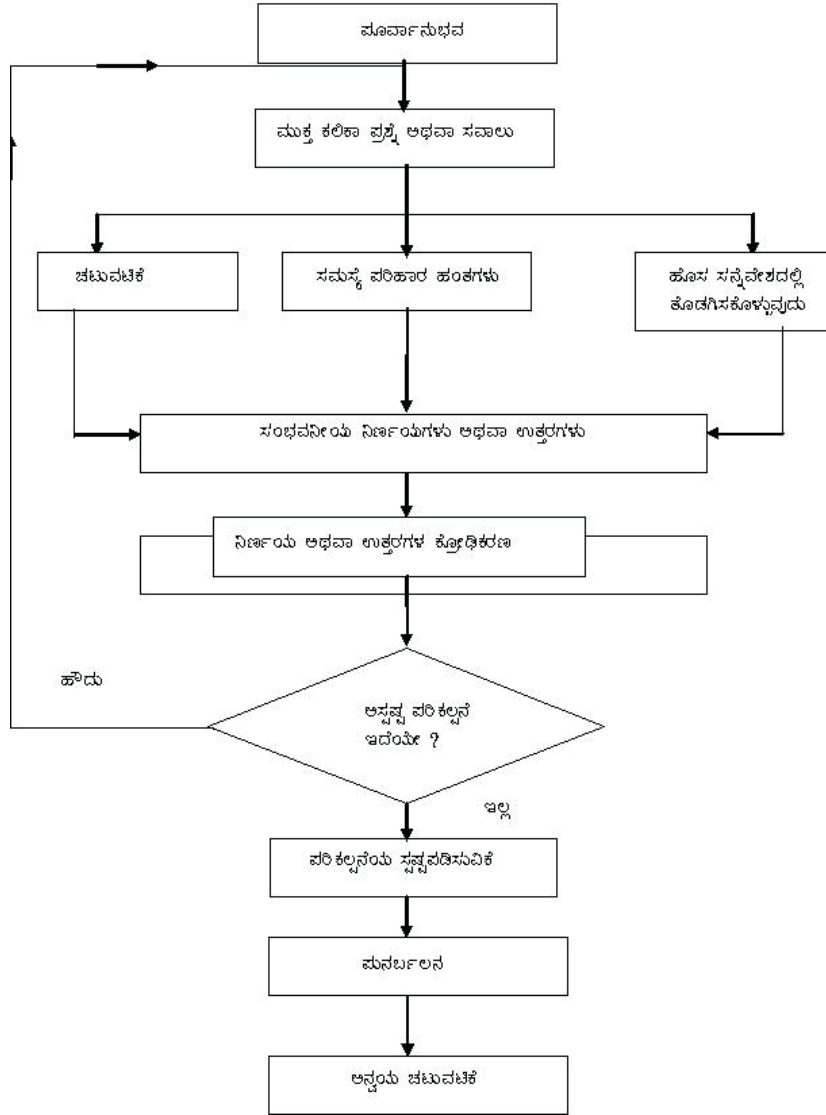 ಪೂರ್ವಾನುಭವ
ಮುಕ್ತ ಕಲಿಕಾ ಪ್ರಶ್ನೆ ಅಥವಾ ಸವಾಲು
ಚಟುವಟಿಕೆ
ಸಮಸ್ಯೆ ಪರಿಹಾರ ಹಂತಗಳು
ಹೊಸ ಸನ್ನೆವೇಶದಲ್ಲಿ
ತೊಡಗಿಸಕೊಳ್ಳುವುದು
ಸಂಭವನೀಯ ನಿರ್ಣಯಗಳು ಅಥವಾ ಉತ್ತರಗಳು
ನಿರ್ಣಯ ಅಥವಾ ಉತ್ತರಗಳ ಕ್ರೋಢಿಕರಣ
ಹೌದು
ಅಸ್ಪಷ್ಟ ಪರಿಕಲ್ಪನೆ
ಇದೆಯೇ ?
ಇಲ್ಲ
ಪರಿಕಲ್ಪನೆಯ ಸ್ಪಷ್ಟಪಡಿಸುವಿಕೆ
ಪುನರ್ಬಲನ
ಅನ್ವಯ ಚಟುವಟಿಕೆ